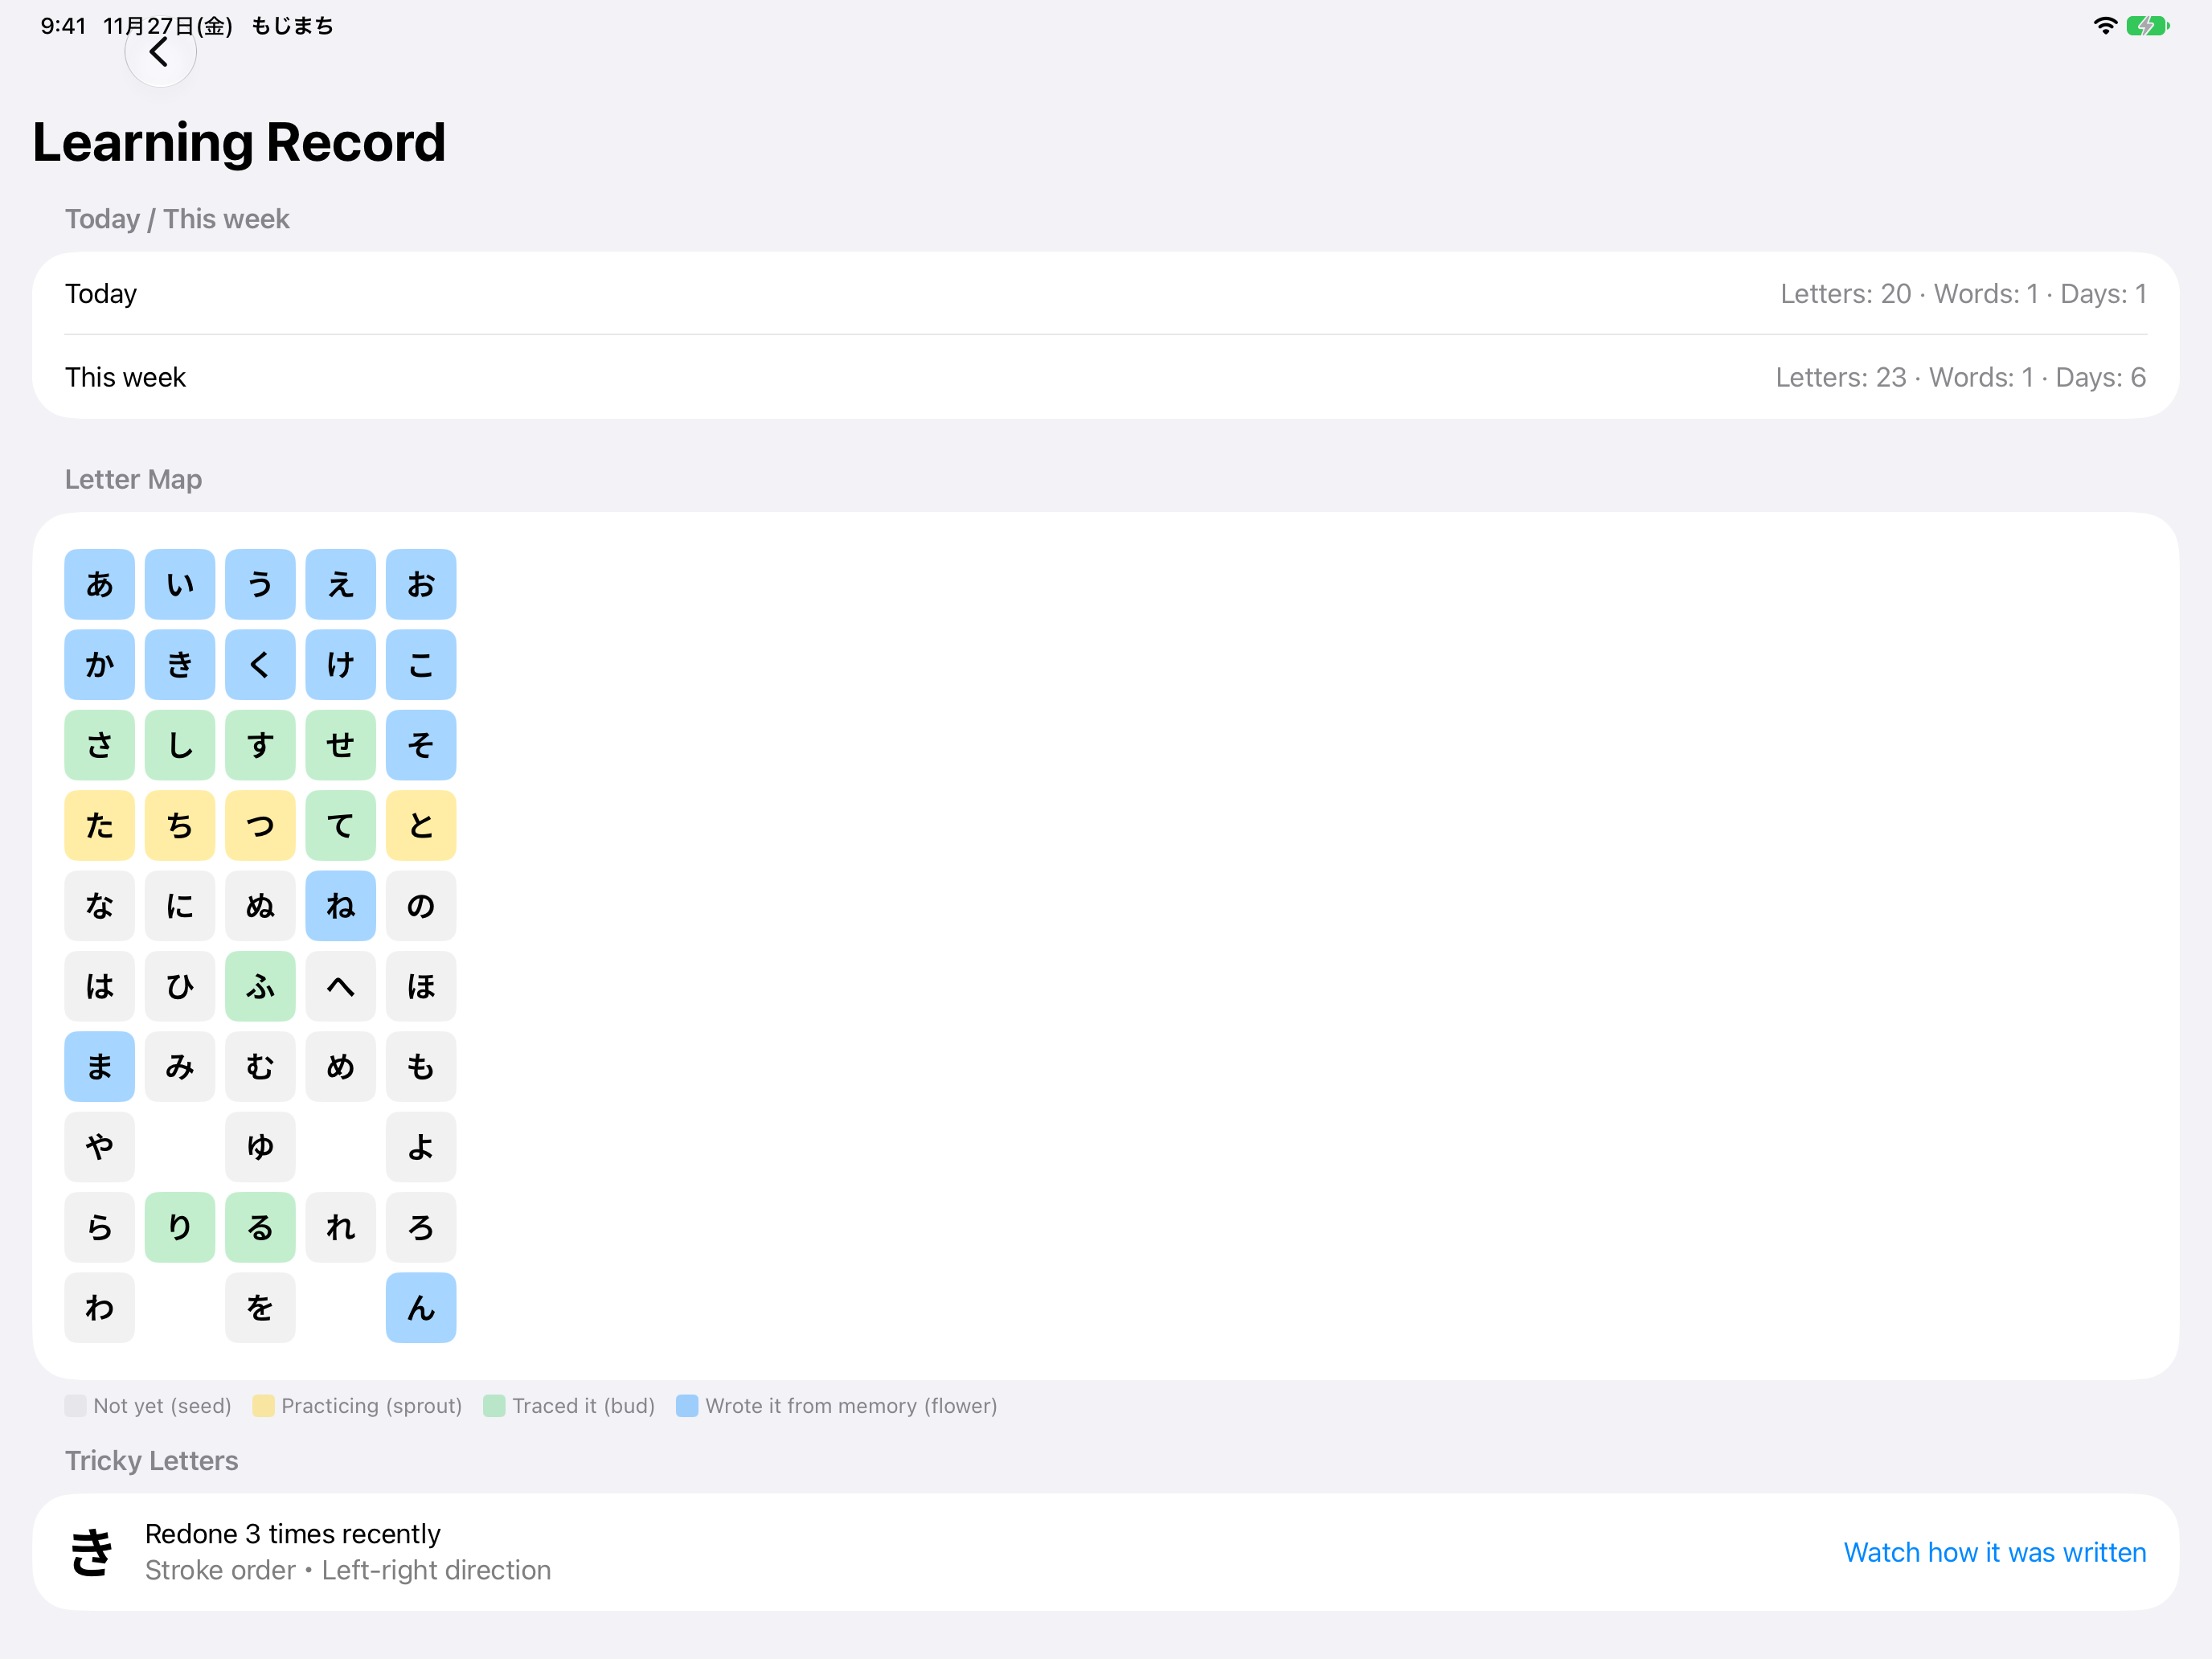 9:41 11月27日(金) もじまち
Learning Record
Today / This week
Today Letters: 20 · Words: 1 · Days: 1
This week Letters: 23 · Words: 1 · Days: 6
Letter Map
あ い う え お
か き く け こ
さ し す せ そ
た ち つ て と
な に ぬ ね の
は ひ ふ へ ほ
ま み む め も
や ゆ よ
ら り る れ ろ
わ を ん
Not yet (seed) Practicing (sprout) Traced it (bud) Wrote it from memory (flower)
Tricky Letters
き Redone 3 times recently
Stroke order • Left-right direction
Watch how it was written